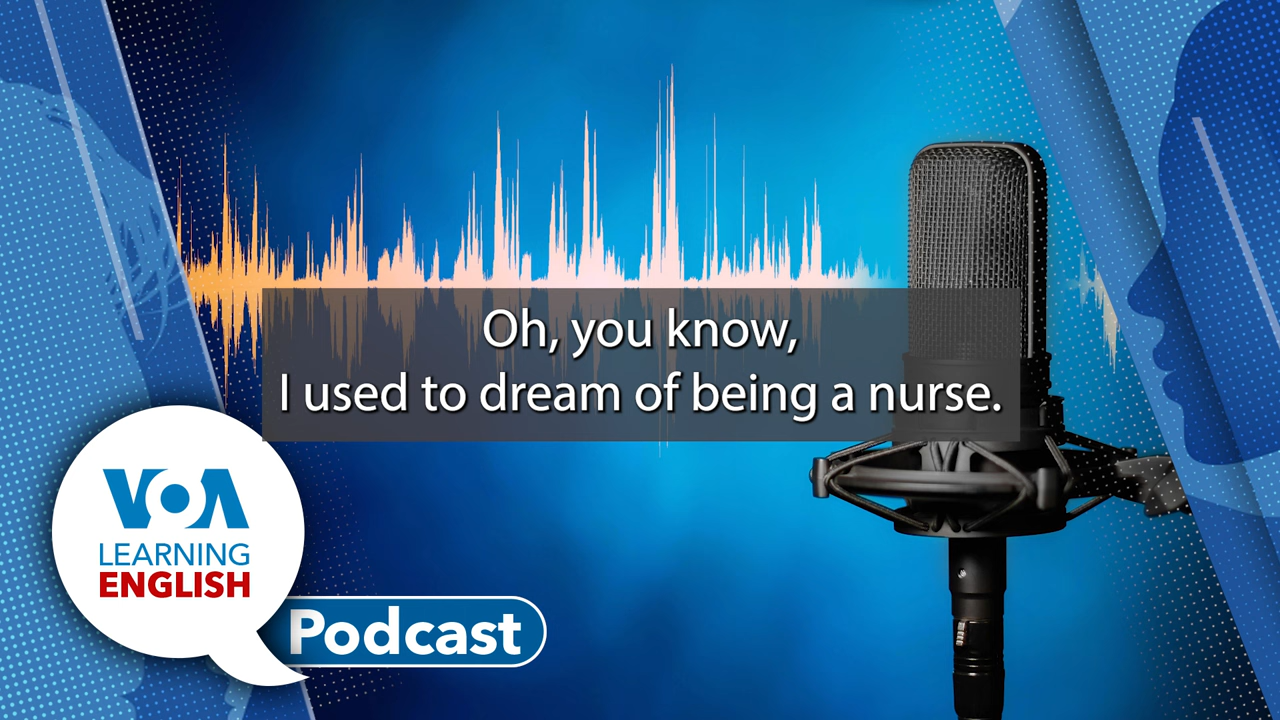 Oh, you know,
I used to dream of being a nurse.
VOA
LEARNING
ENGLISH
Podcast